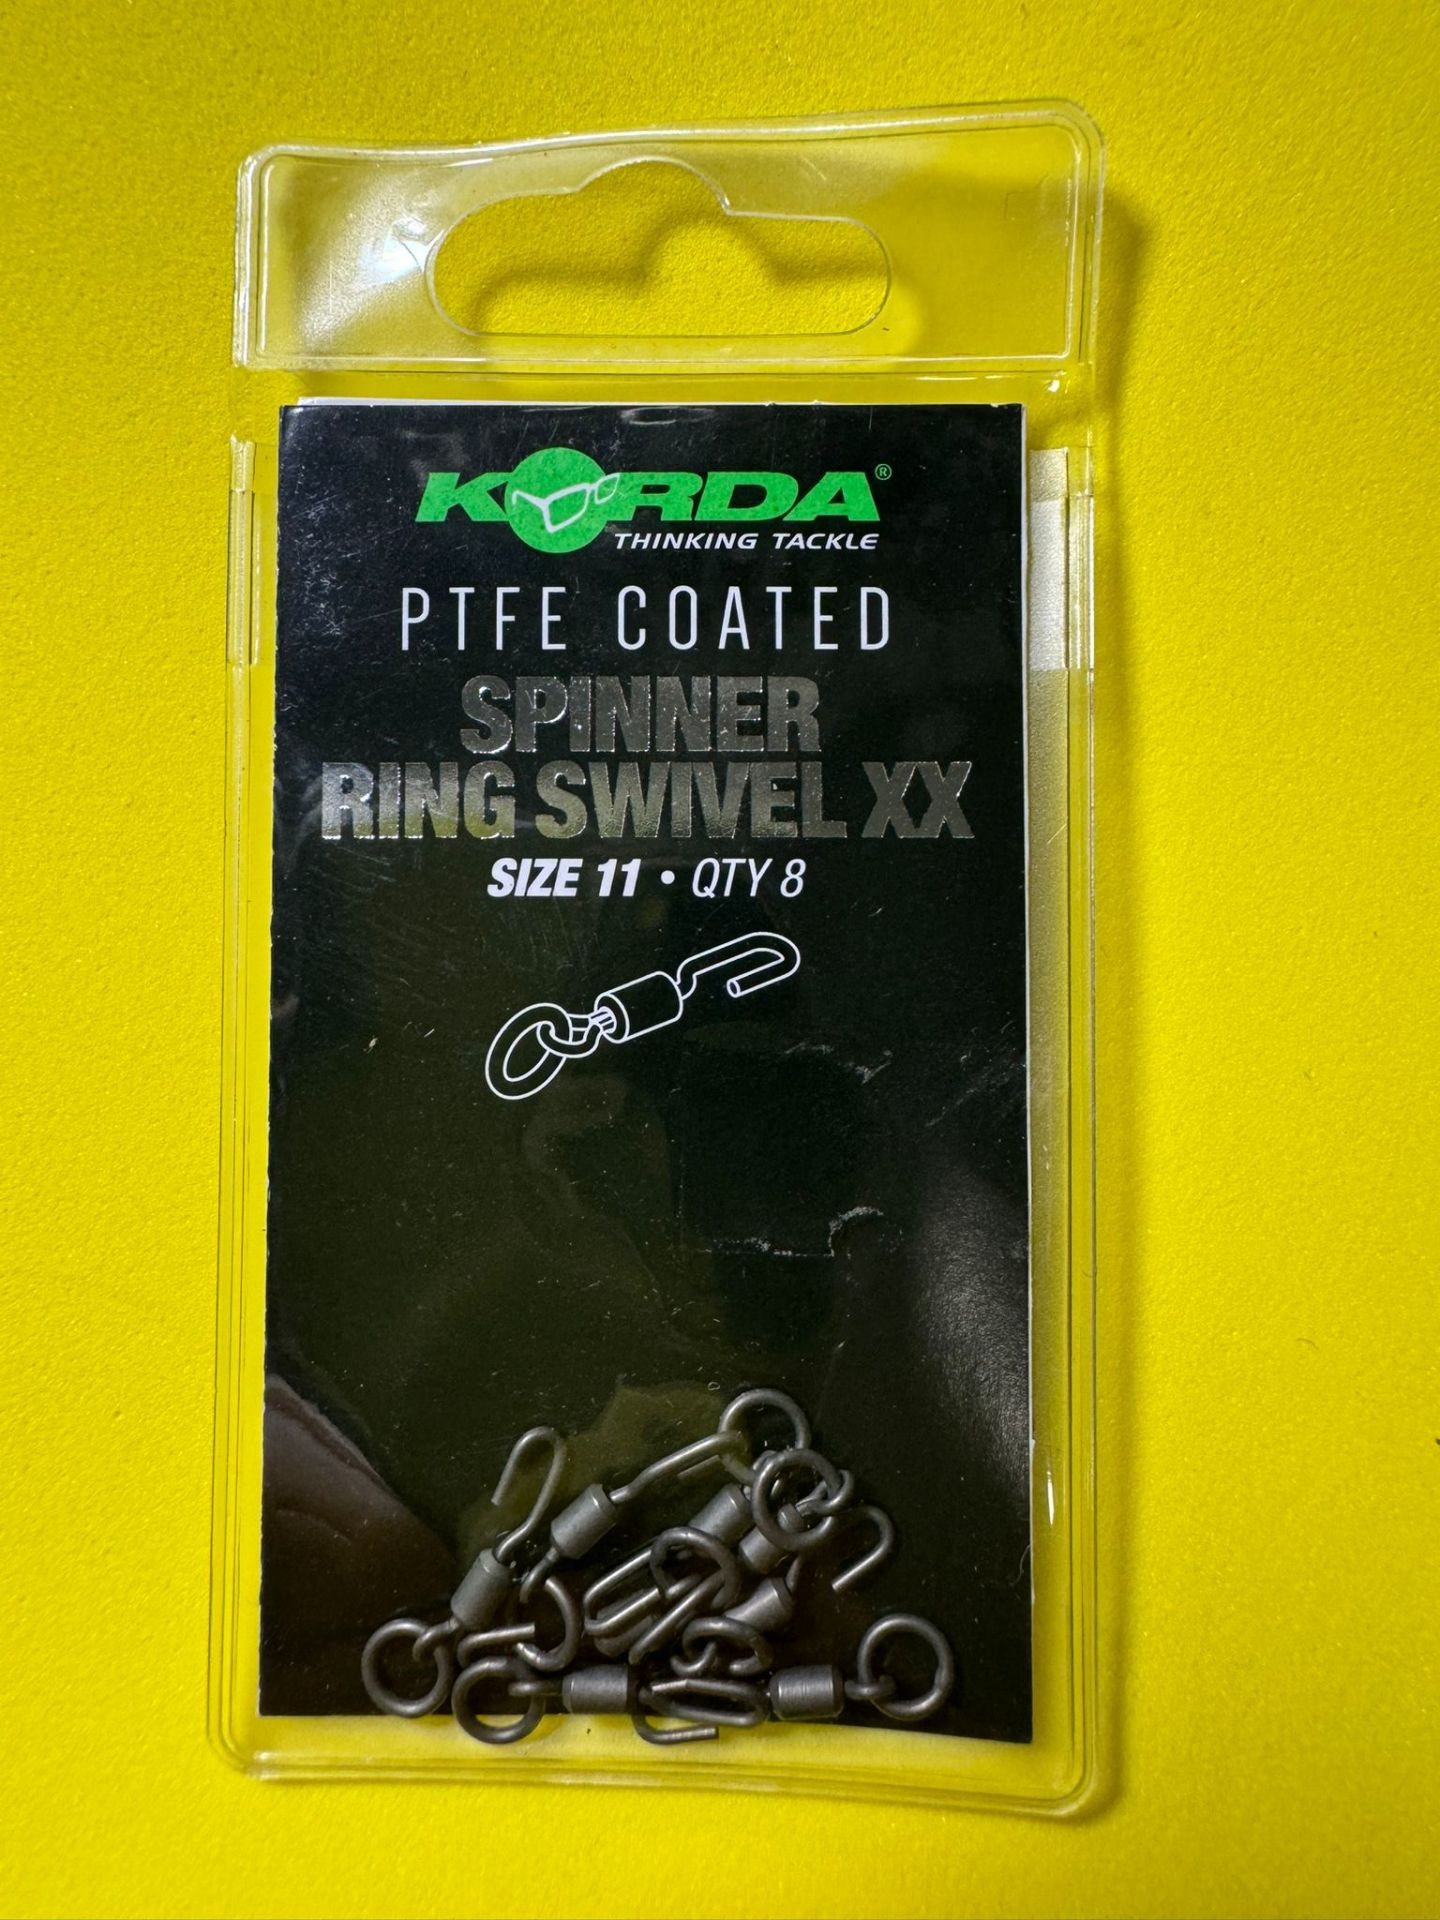 KORDA®
THINKING TACKLE
PTFE COATED
SPINNER
RING SWIVEL XX
SIZE 11 • QTY 8